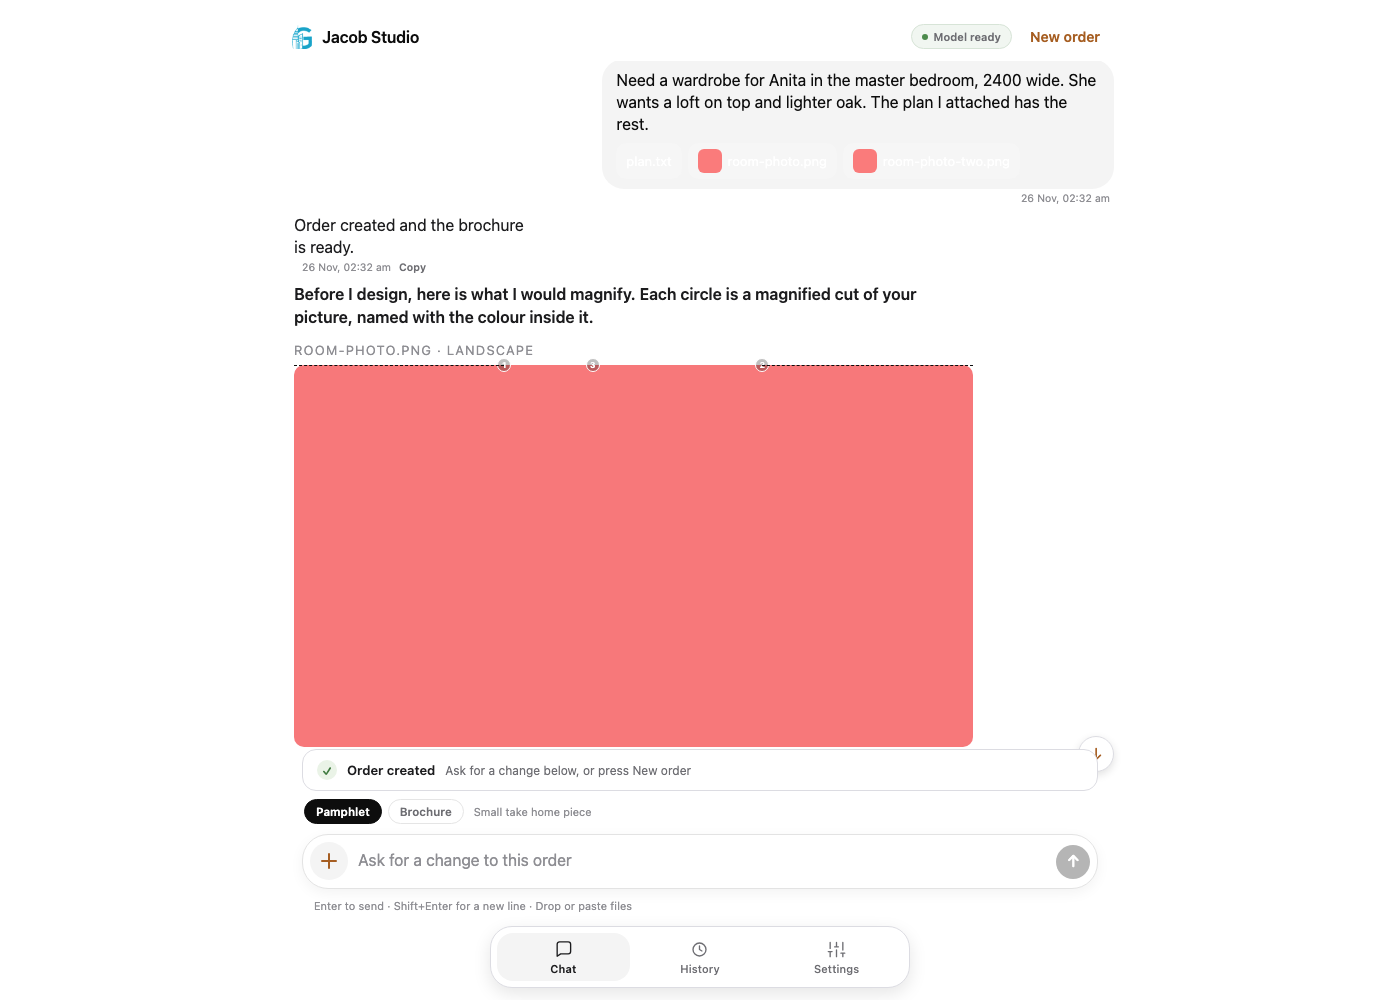 Jacob Studio
Model ready
New order
Need a wardrobe for Anita in the master bedroom, 2400 wide. She
wants a loft on top and lighter oak. The plan I attached has the
rest.
plan.txt
room-photo.png
room-photo-two.png
26 Nov, 02:32 am
Order created and the brochure
is ready.
26 Nov, 02:32 am Copy
Before I design, here is what I would magnify. Each circle is a magnified cut of your
picture, named with the colour inside it.
ROOM-PHOTO.PNG · LANDSCAPE
1 3 2
Order created Ask for a change below, or press New order
Pamphlet Brochure Small take home piece
Ask for a change to this order
Enter to send · Shift+Enter for a new line · Drop or paste files
Chat History Settings